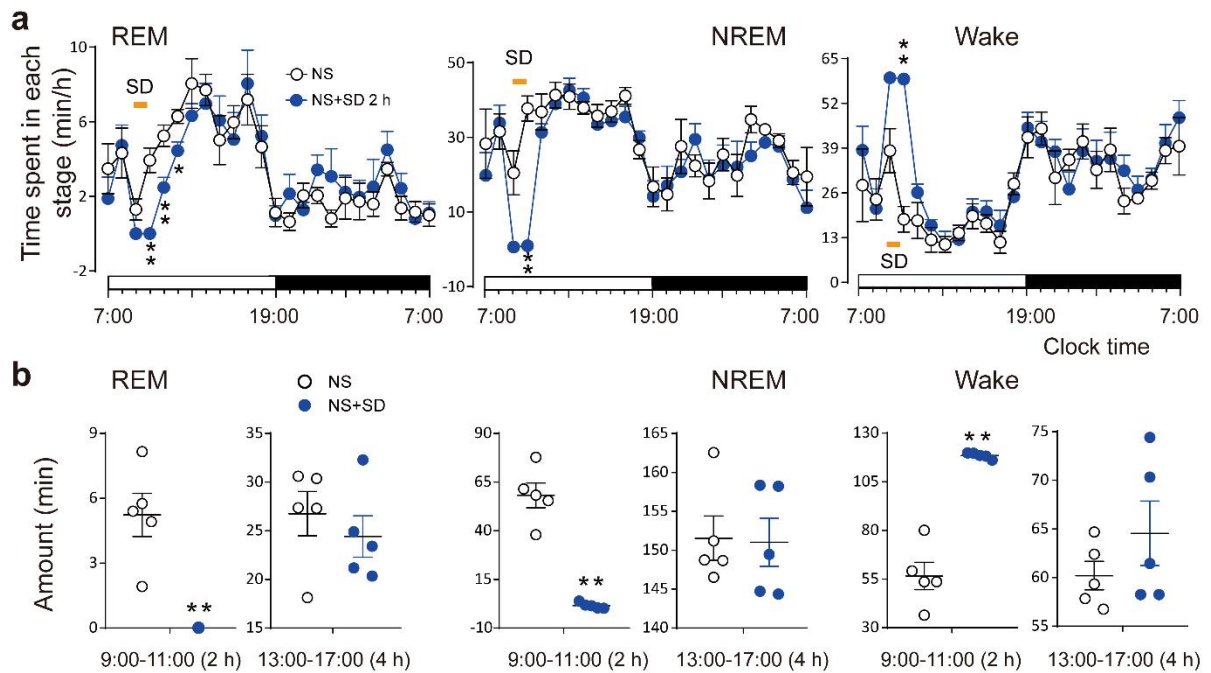 a
REM
NREM
Wake
Time spent in each
stage (min/h)
10
6
2
-2
SD
NS
NS+SD 2 h
* *
* *
*
7:00
19:00
7:00
50
30
10
-10
SD
* *
7:00
19:00
7:00
65
52
39
26
13
0
* *
SD
7:00
19:00
7:00
Clock time
b
REM
NS
NS+SD
NREM
Wake
Amount (min)
9
6
3
0
* *
9:00-11:00 (2 h)
35
30
25
20
15
13:00-17:00 (4 h)
90
65
40
15
-10
* *
9:00-11:00 (2 h)
165
160
155
150
145
140
13:00-17:00 (4 h)
130
105
80
55
30
* *
9:00-11:00 (2 h)
75
70
65
60
55
13:00-17:00 (4 h)